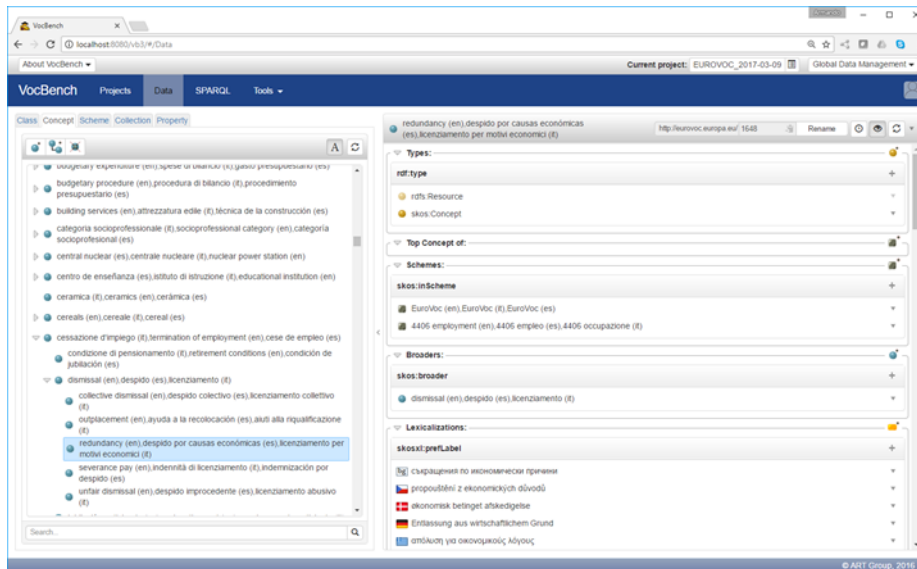 VocBench
localhost:8080/vb3/#/Data
About VocBench
Current project: EUROVOC_2017-03-09
Global Data Management
VocBench Projects Data SPARQL Tools
Class Concept Scheme Collection Property
A
budgetary expenditure (en),spese di bilancio (it),gasto presupuestario (es)
budgetary procedure (en),procedura di bilancio (it),procedimiento
presupuestario (es)
building services (en),attrezzatura edile (it),técnica de la construcción (es)
categoria socioprofessionale (it),socioprofessional category (en),categoría
socioprofesional (es)
central nuclear (es),centrale nucleare (it),nuclear power station (en)
centro de enseñanza (es),istituto di istruzione (it),educational institution (en)
ceramica (it),ceramics (en),cerámica (es)
cereals (en),cereale (it),cereal (es)
cessazione d'impiego (it),termination of employment (en),cese de empleo (es)
condizione di pensionamento (it),retirement conditions (en),condición de
jubilación (es)
dismissal (en),despido (es),licenziamento (it)
collective dismissal (en),despido colectivo (es),licenziamento collettivo
(it)
outplacement (en),ayuda a la recolocación (es),aiuti alla riqualificazione
(it)
redundancy (en),despido por causas económicas (es),licenziamento per
motivi economici (it)
severance pay (en),indennità di licenziamento (it),indemnización por
despido (es)
unfair dismissal (en),despido improcedente (es),licenziamento abusivo
(it)
Search...
redundancy (en),despido por causas económicas
(es),licenziamento per motivi economici (it)
http://eurovoc.europa.eu/ 1648
Rename
Types:
rdf:type
rdfs:Resource
skos:Concept
Top Concept of:
Schemes:
skos:inScheme
EuroVoc (en),EuroVoc (it),EuroVoc (es)
4406 employment (en),4406 empleo (es),4406 occupazione (it)
Broaders:
skos:broader
dismissal (en),despido (es),licenziamento (it)
Lexicalizations:
skosxl:prefLabel
bg съкращения по икономически причини
propouštění z ekonomických důvodů
økonomisk betinget afskedigelse
Entlassung aus wirtschaftlichem Grund
απόλυση για οικονομικούς λόγους
© ART Group, 2016